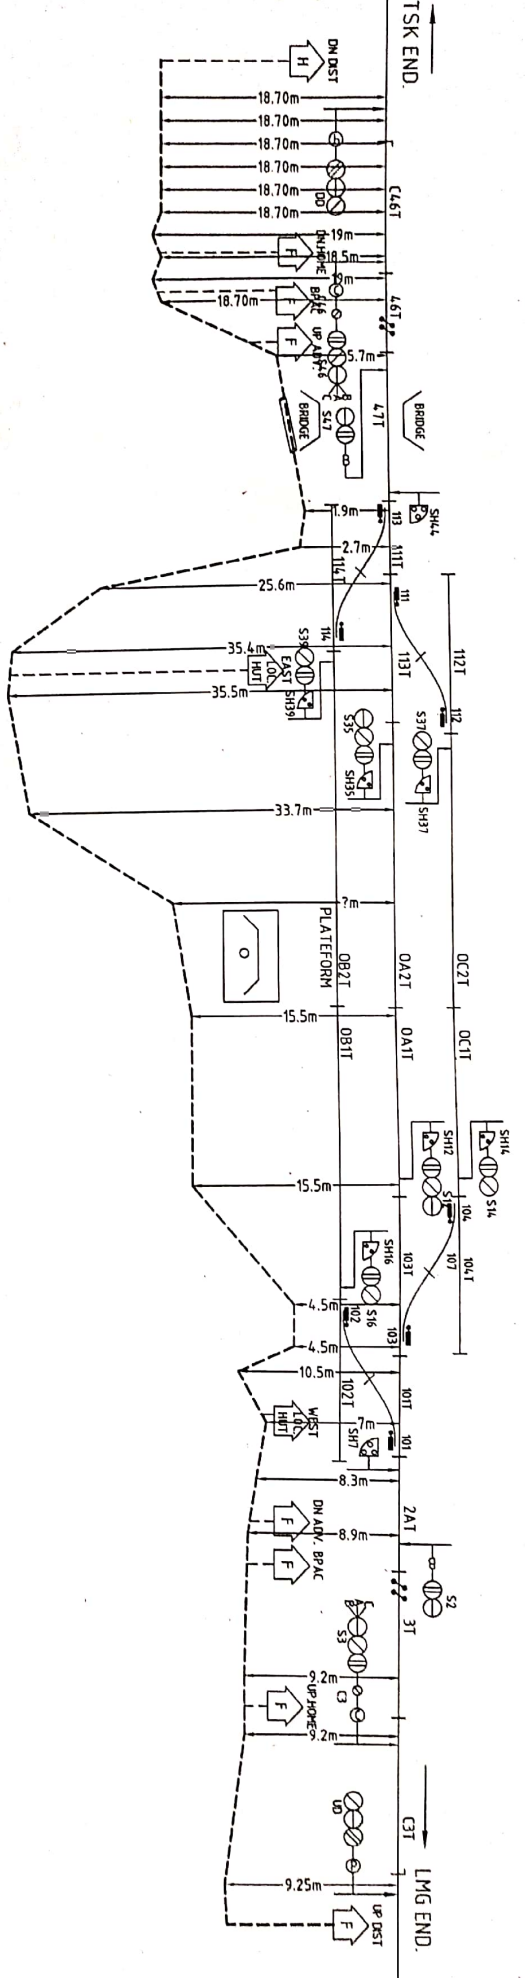 TSK END.
DN DIST
H
18.70m
18.70m
18.70m
18.70m
18.70m
18.70m
DD
C46T
19m
DN.HOME
F
18.5m
19m
BPAC
F
18.70m
46T
UP ADV.
F
S46
5.7m
C A B
S47
47T
BRIDGE
BRIDGE
SH44
1.9m
113
2.7m
111T
114T
25.6m
111
114
113T
112T
35.4m
S39
EAST
LOC
HUT
SH39
35.5m
112
S35
S37
SH35
SH37
33.7m
?m
PLATEFORM
0B2T
0A2T
0C2T
15.5m
0B1T
0A1T
0C1T
SH12
SH14
15.5m
S14
104
107
104T
103T
SH16
S16
4.5m
102
103
4.5m
10.5m
102T
101T
WEST
LOC
HUT
7m
SH7
101
8.3m
2AT
DN ADV.
F
8.9m
BPAC
F
S2
3T
C A B
S3
9.2m
C3
UP.HOME
F
9.2m
UD
C3T
LMG END.
9.25m
UP DIST
F